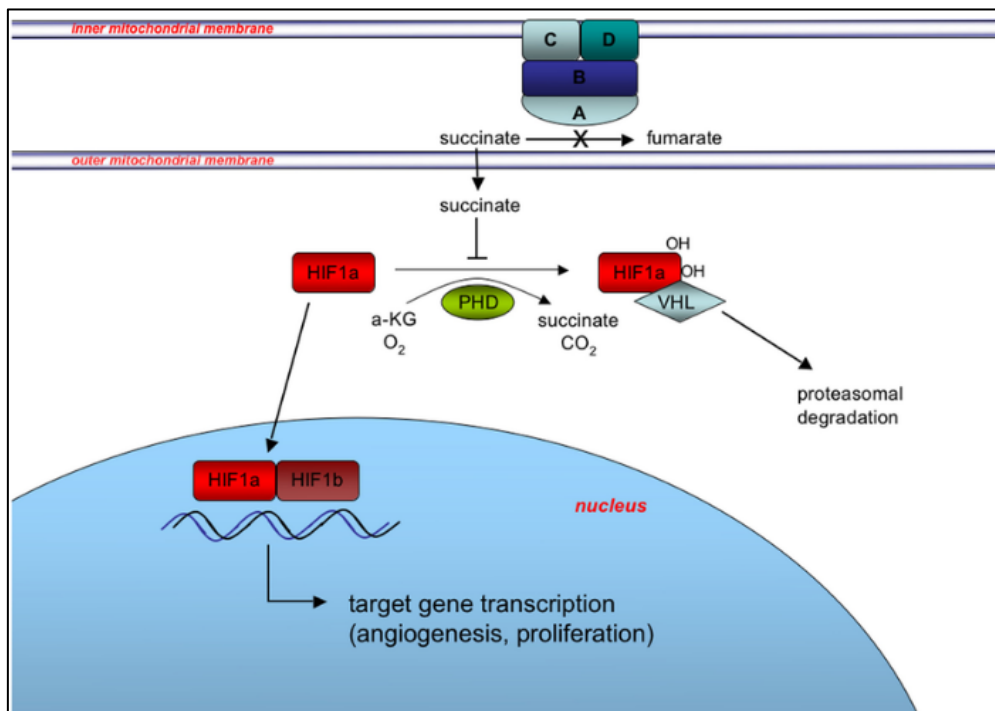 inner mitochondrial membrane
C
D
B
A
succinate
X
fumarate
outer mitochondrial membrane
succinate
OH
HIF1a
HIF1a
OH
PHD
VHL
a-KG
O2
succinate
CO2
proteasomal
degradation
HIF1a
HIF1b
nucleus
target gene transcription
(angiogenesis, proliferation)